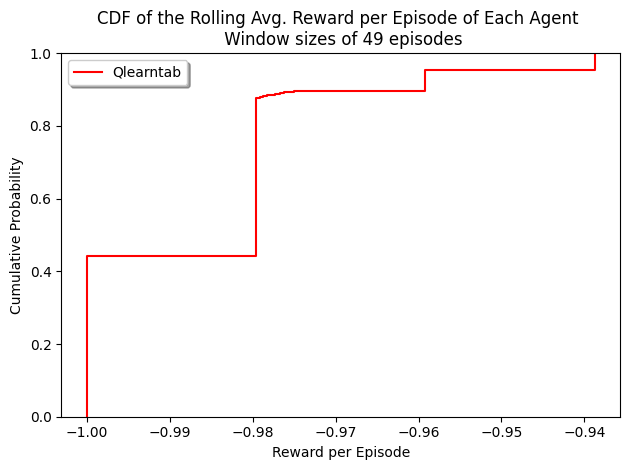 CDF of the Rolling Avg. Reward per Episode of Each Agent
Window sizes of 49 episodes
Qlearntab
Cumulative Probability
1.0
0.8
0.6
0.4
0.2
0.0
−1.00 −0.99 −0.98 −0.97 −0.96 −0.95 −0.94
Reward per Episode